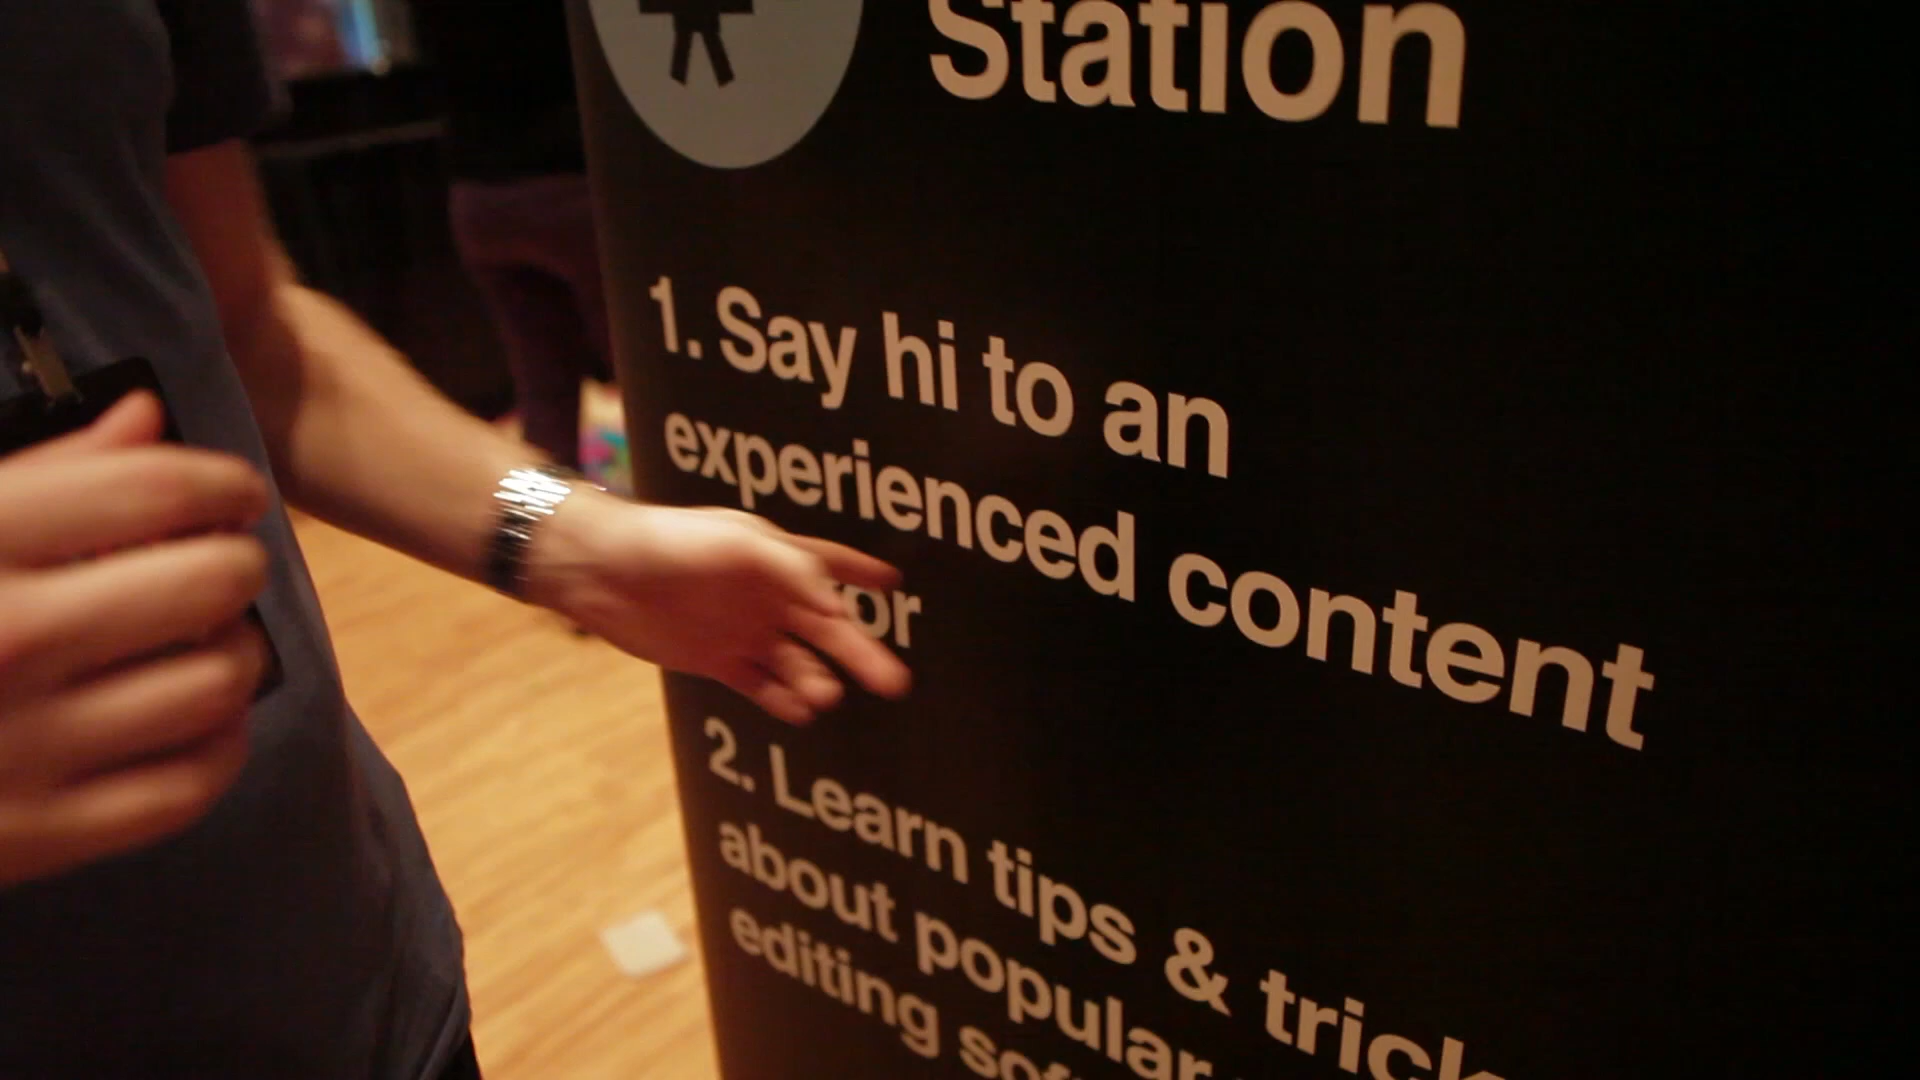 Station
1. Say hi to an
experienced content
2. Learn tips & trick
about popular
editing